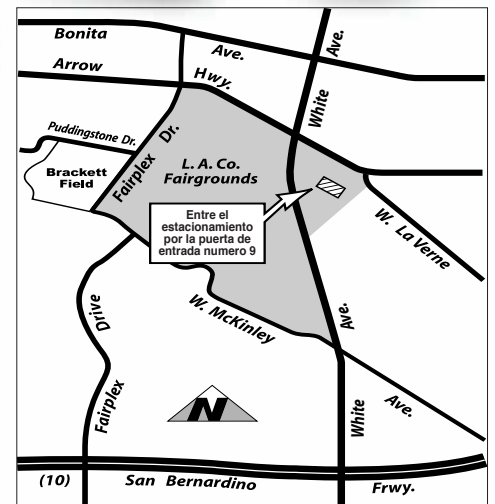 Bonita Ave.
Arrow Hwy.
White Ave.
Puddingstone Dr.
Brackett
Field
Fairplex Dr.
L. A. Co.
Fairgrounds
Entre el
estacionamiento
por la puerta de
entrada numero 9
W. La Verne
W. McKinley Ave.
Fairplex Drive
White Ave.
N
(10) San Bernardino Frwy.